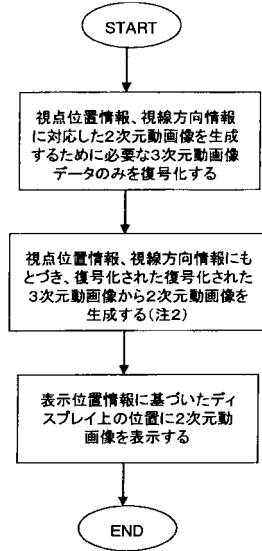 START
視点位置情報、視線方向情報
に対応した2次元動画像を生成
するために必要な3次元動画像
データのみを復号化する
視点位置情報、視線方向情報にも
とづき、復号化された復号化された
3次元動画像から2次元動画像を
生成する(注2)
表示位置情報に基づいたディ
スプレイ上の位置に2次元動
画像を表示する
END